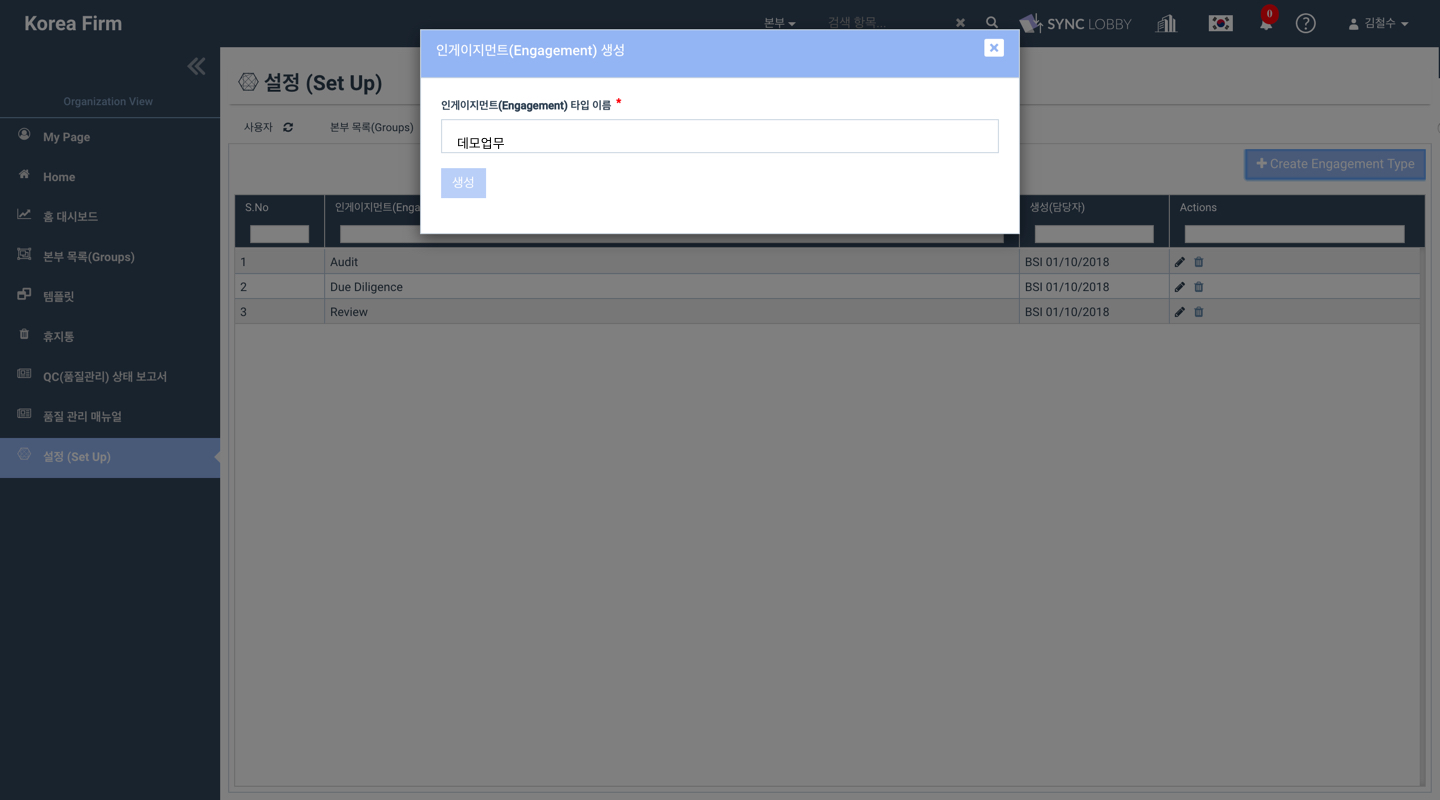 Korea Firm
본부
검색 항목...
SYNC LOBBY
0
김철수
Organization View
My Page
Home
홈 대시보드
본부 목록(Groups)
템플릿
휴지통
QC(품질관리) 상태 보고서
품질 관리 매뉴얼
설정 (Set Up)
설정 (Set Up)
사용자
본부 목록(Groups)
인게이지먼트(Engagement) 생성
인게이지먼트(Engagement) 타입 이름 *
데모업무
생성
Create Engagement Type
S.No
인게이지먼트(Enga
생성(담당자)
Actions
1 Audit BSI 01/10/2018
2 Due Diligence BSI 01/10/2018
3 Review BSI 01/10/2018